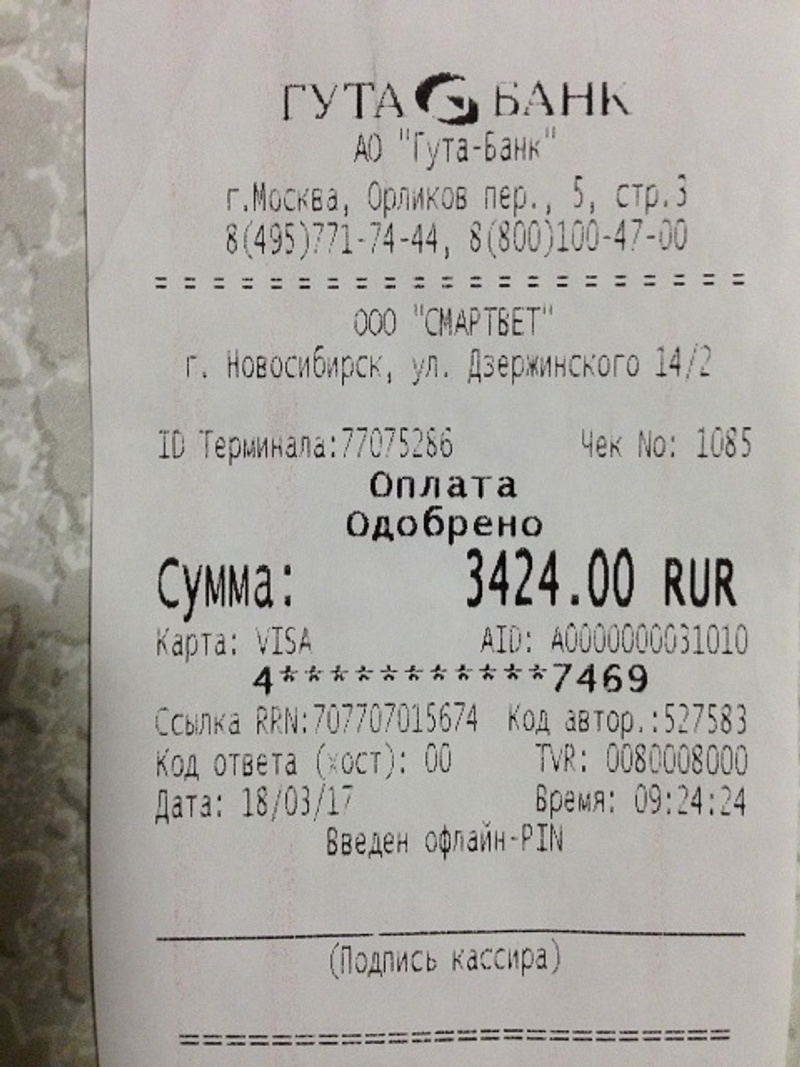 ГУТА БАНК
АО "Гута-Банк"
г.Москва, Орликов пер., 5, стр.3
8(495)771-74-44, 8(800)100-47-00
= = = = = = = = = = = = = = = = = = = = =
ООО "СМАРТВЕТ"
г. Новосибирск, ул. Дзержинского 14/2
ID Терминала:77075286 Чек No: 1085
Оплата
Одобрено
Сумма: 3424.00 RUR
Карта: VISA AID: A0000000031010
4***********7469
Ссылка RRN:707707015674 Код автор.:527583
Код ответа (хост): 00 TVR: 0080008000
Дата: 18/03/17 Время: 09:24:24
Введен офлайн-PIN
(Подпись кассира)
==============================